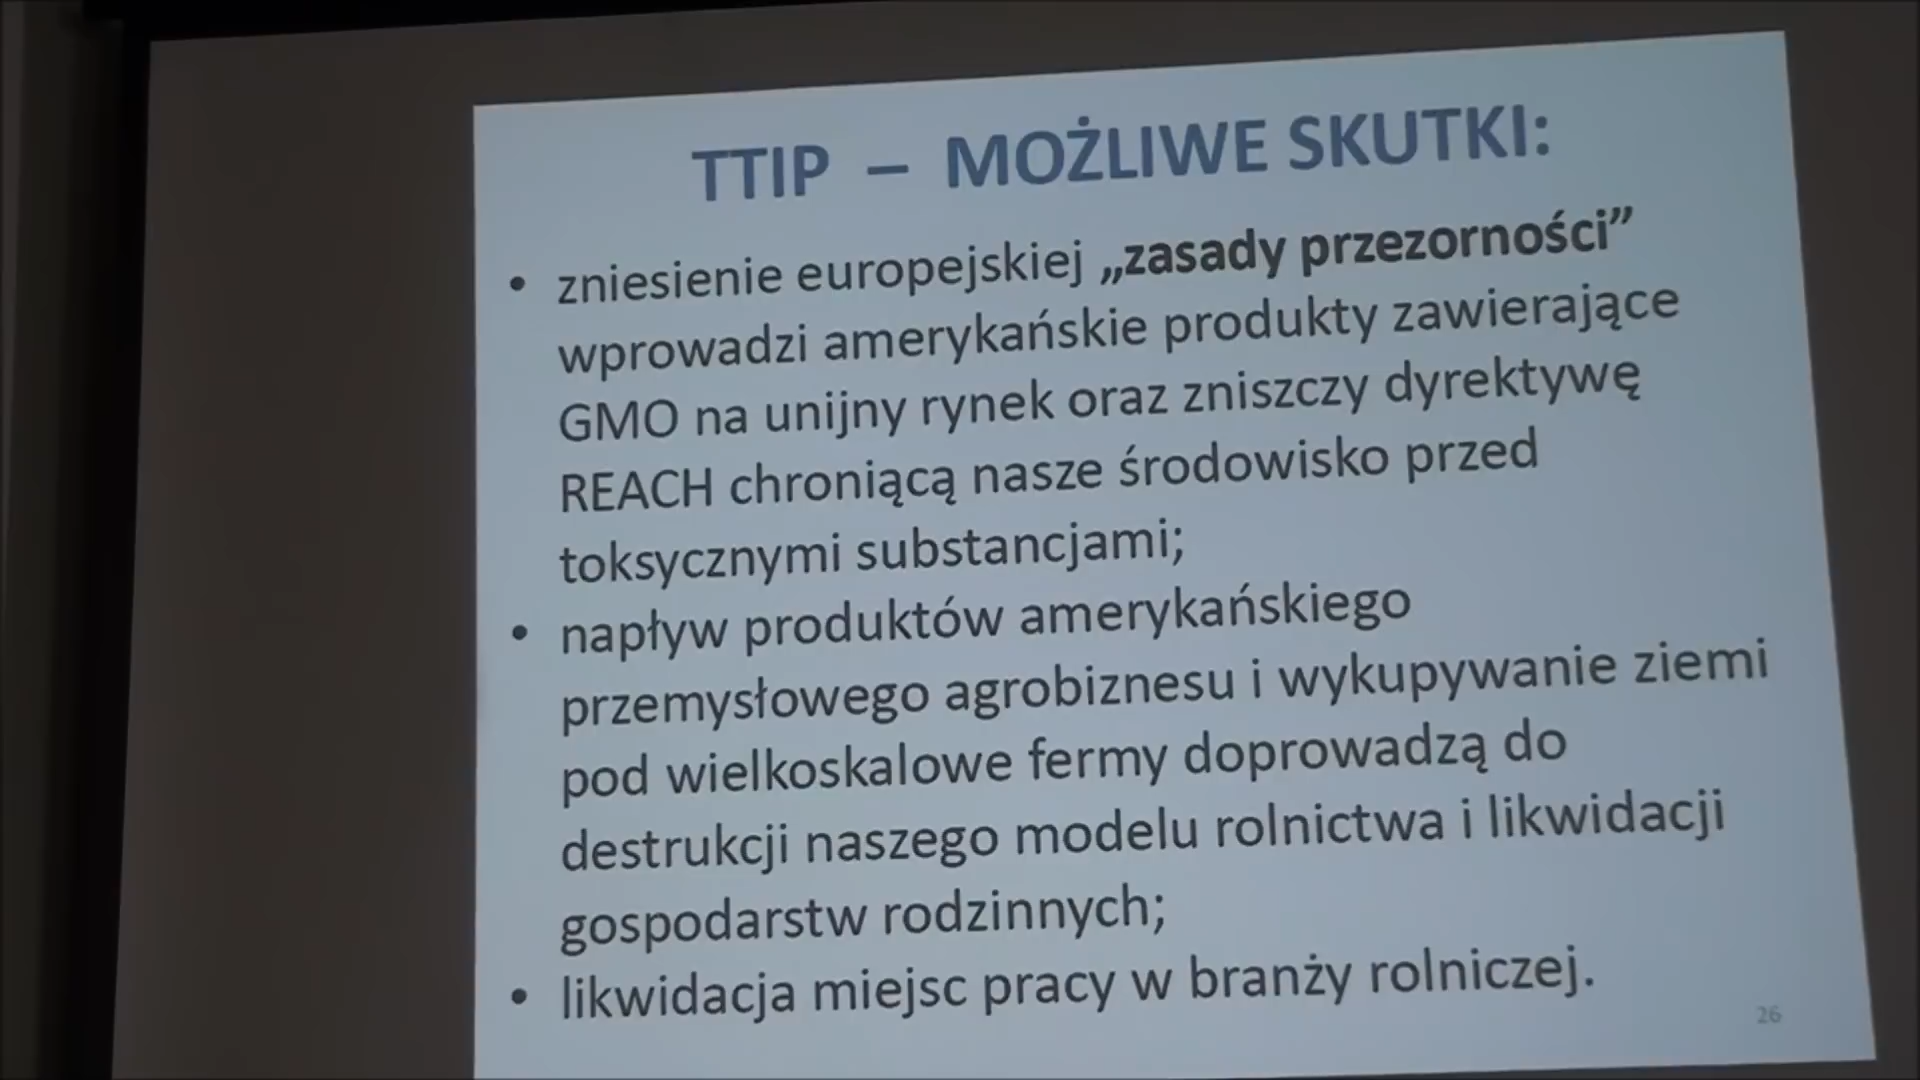 TTIP – MOŻLIWE SKUTKI:
• zniesienie europejskiej „zasady przezorności”
wprowadzi amerykańskie produkty zawierające
GMO na unijny rynek oraz zniszczy dyrektywę
REACH chroniącą nasze środowisko przed
toksycznymi substancjami;
• napływ produktów amerykańskiego
przemysłowego agrobiznesu i wykupywanie ziemi
pod wielkoskalowe fermy doprowadzą do
destrukcji naszego modelu rolnictwa i likwidacji
gospodarstw rodzinnych;
• likwidacja miejsc pracy w branży rolniczej.
26